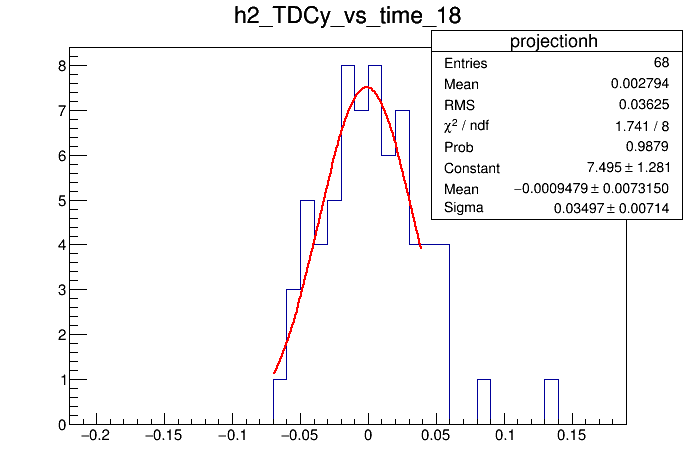 h2_TDCy_vs_time_18
projectionh
Entries 68
Mean 0.002794
RMS 0.03625
χ² / ndf 1.741 / 8
Prob 0.9879
Constant 7.495 ± 1.281
Mean −0.0009479 ± 0.0073150
Sigma 0.03497 ± 0.00714
8
7
6
5
4
3
2
1
0
−0.2 −0.15 −0.1 −0.05 0 0.05 0.1 0.15